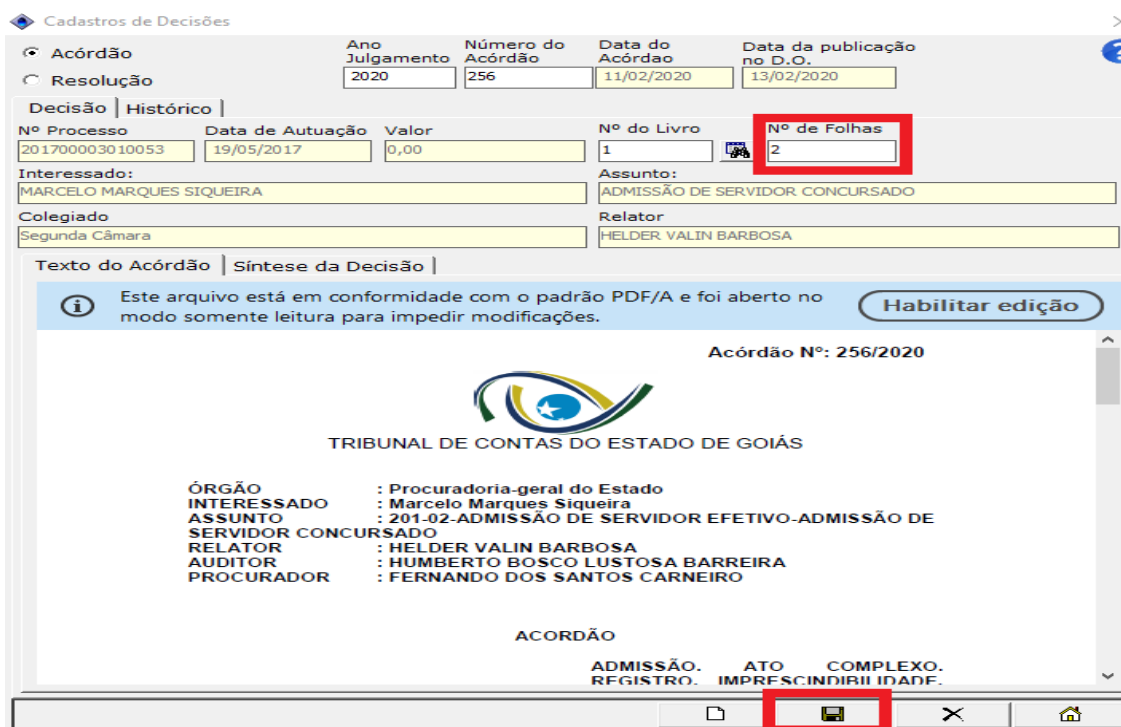 Cadastros de Decisões
Acórdão
Resolução
Ano Julgamento
Número do Acórdão
Data do Acórdao
Data da publicação no D.O.
2020
256
11/02/2020
13/02/2020
Decisão
Histórico
Nº Processo
Data de Autuação
Valor
Nº do Livro
Nº de Folhas
201700003010053
19/05/2017
0,00
1
2
Interessado:
Assunto:
MARCELO MARQUES SIQUEIRA
ADMISSÃO DE SERVIDOR CONCURSADO
Colegiado
Relator
Segunda Câmara
HELDER VALIN BARBOSA
Texto do Acórdão
Síntese da Decisão
Este arquivo está em conformidade com o padrão PDF/A e foi aberto no
modo somente leitura para impedir modificações.
Habilitar edição
Acórdão Nº: 256/2020
TRIBUNAL DE CONTAS DO ESTADO DE GOIÁS
ÓRGÃO : Procuradoria-geral do Estado
INTERESSADO : Marcelo Marques Siqueira
ASSUNTO : 201-02-ADMISSÃO DE SERVIDOR EFETIVO-ADMISSÃO DE
SERVIDOR CONCURSADO
RELATOR : HELDER VALIN BARBOSA
AUDITOR : HUMBERTO BOSCO LUSTOSA BARREIRA
PROCURADOR : FERNANDO DOS SANTOS CARNEIRO
ACORDÃO
ADMISSÃO. ATO COMPLEXO.
REGISTRO. IMPRESCINDIBILIDADE.